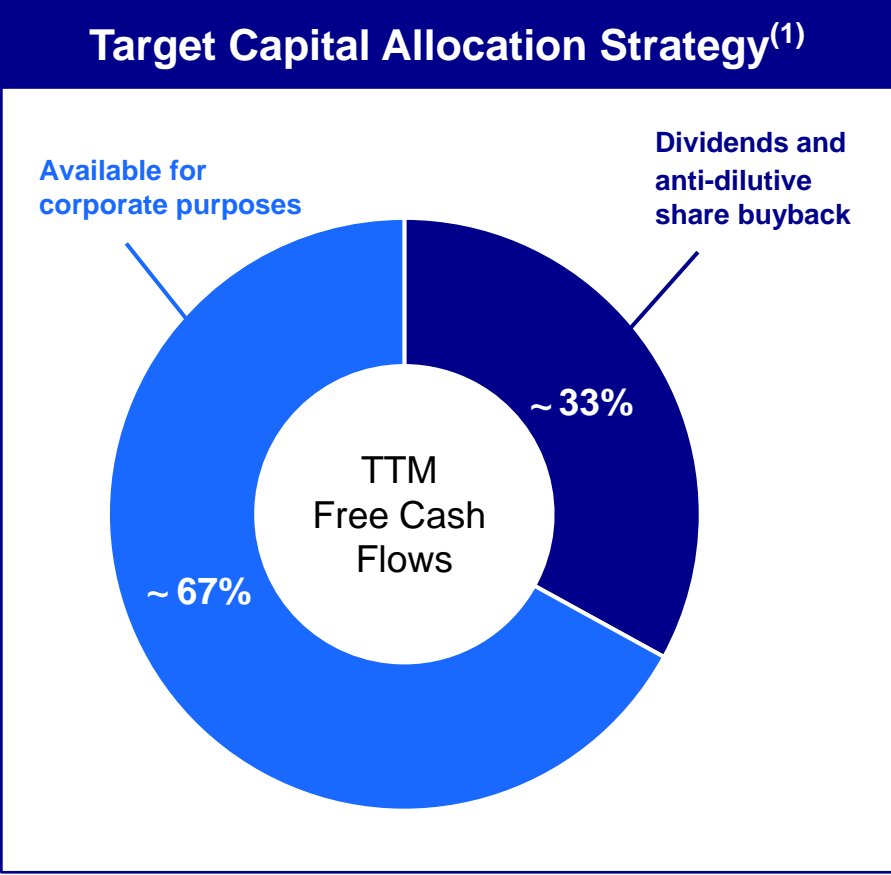 Target Capital Allocation Strategy(1)
Available for
corporate purposes
Dividends and
anti-dilutive
share buyback
~ 33%
TTM
Free Cash
Flows
~ 67%